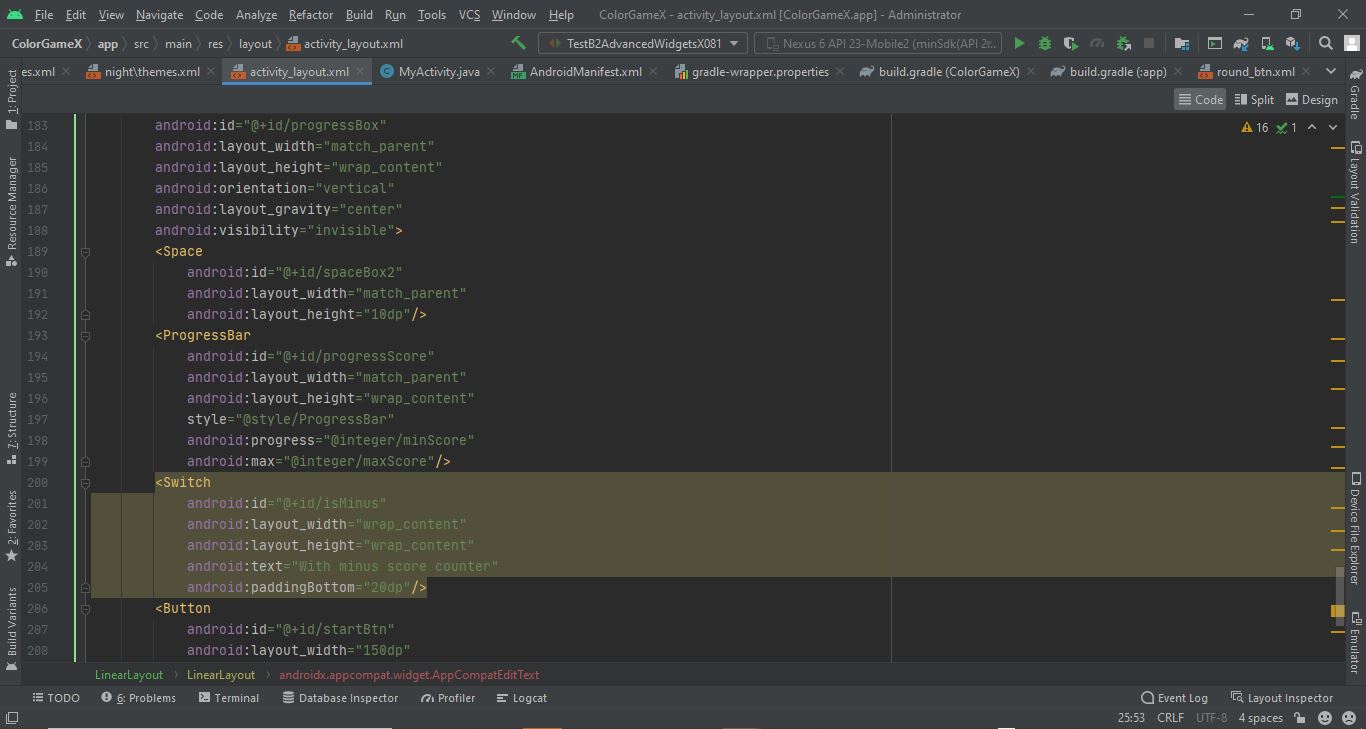 File Edit View Navigate Code Analyze Refactor Build Run Tools VCS Window Help ColorGameX - activity_layout.xml [ColorGameX.app] - Administrator
ColorGameX app src main res layout activity_layout.xml TestB2AdvancedWidgetsX081 Nexus 6 API 23-Mobile2 (minSdk(API 2r...
es.xml night\themes.xml activity_layout.xml MyActivity.java AndroidManifest.xml gradle-wrapper.properties build.gradle (ColorGameX) build.gradle (:app) round_btn.xml
Code Split Design
16 1
183 android:id="@+id/progressBox"
184 android:layout_width="match_parent"
185 android:layout_height="wrap_content"
186 android:orientation="vertical"
187 android:layout_gravity="center"
188 android:visibility="invisible">
189 <Space
190 android:id="@+id/spaceBox2"
191 android:layout_width="match_parent"
192 android:layout_height="10dp"/>
193 <ProgressBar
194 android:id="@+id/progressScore"
195 android:layout_width="match_parent"
196 android:layout_height="wrap_content"
197 style="@style/ProgressBar"
198 android:progress="@integer/minScore"
199 android:max="@integer/maxScore"/>
200 <Switch
201 android:id="@+id/isMinus"
202 android:layout_width="wrap_content"
203 android:layout_height="wrap_content"
204 android:text="With minus score counter"
205 android:paddingBottom="20dp"/>
206 <Button
207 android:id="@+id/startBtn"
208 android:layout_width="150dp"
1: Project
Resource Manager
7: Structure
2: Favorites
Build Variants
Gradle
Layout Validation
Device File Explorer
Emulator
LinearLayout LinearLayout androidx.appcompat.widget.AppCompatEditText
TODO 6: Problems Terminal Database Inspector Profiler Logcat Event Log Layout Inspector
25:53 CRLF UTF-8 4 spaces